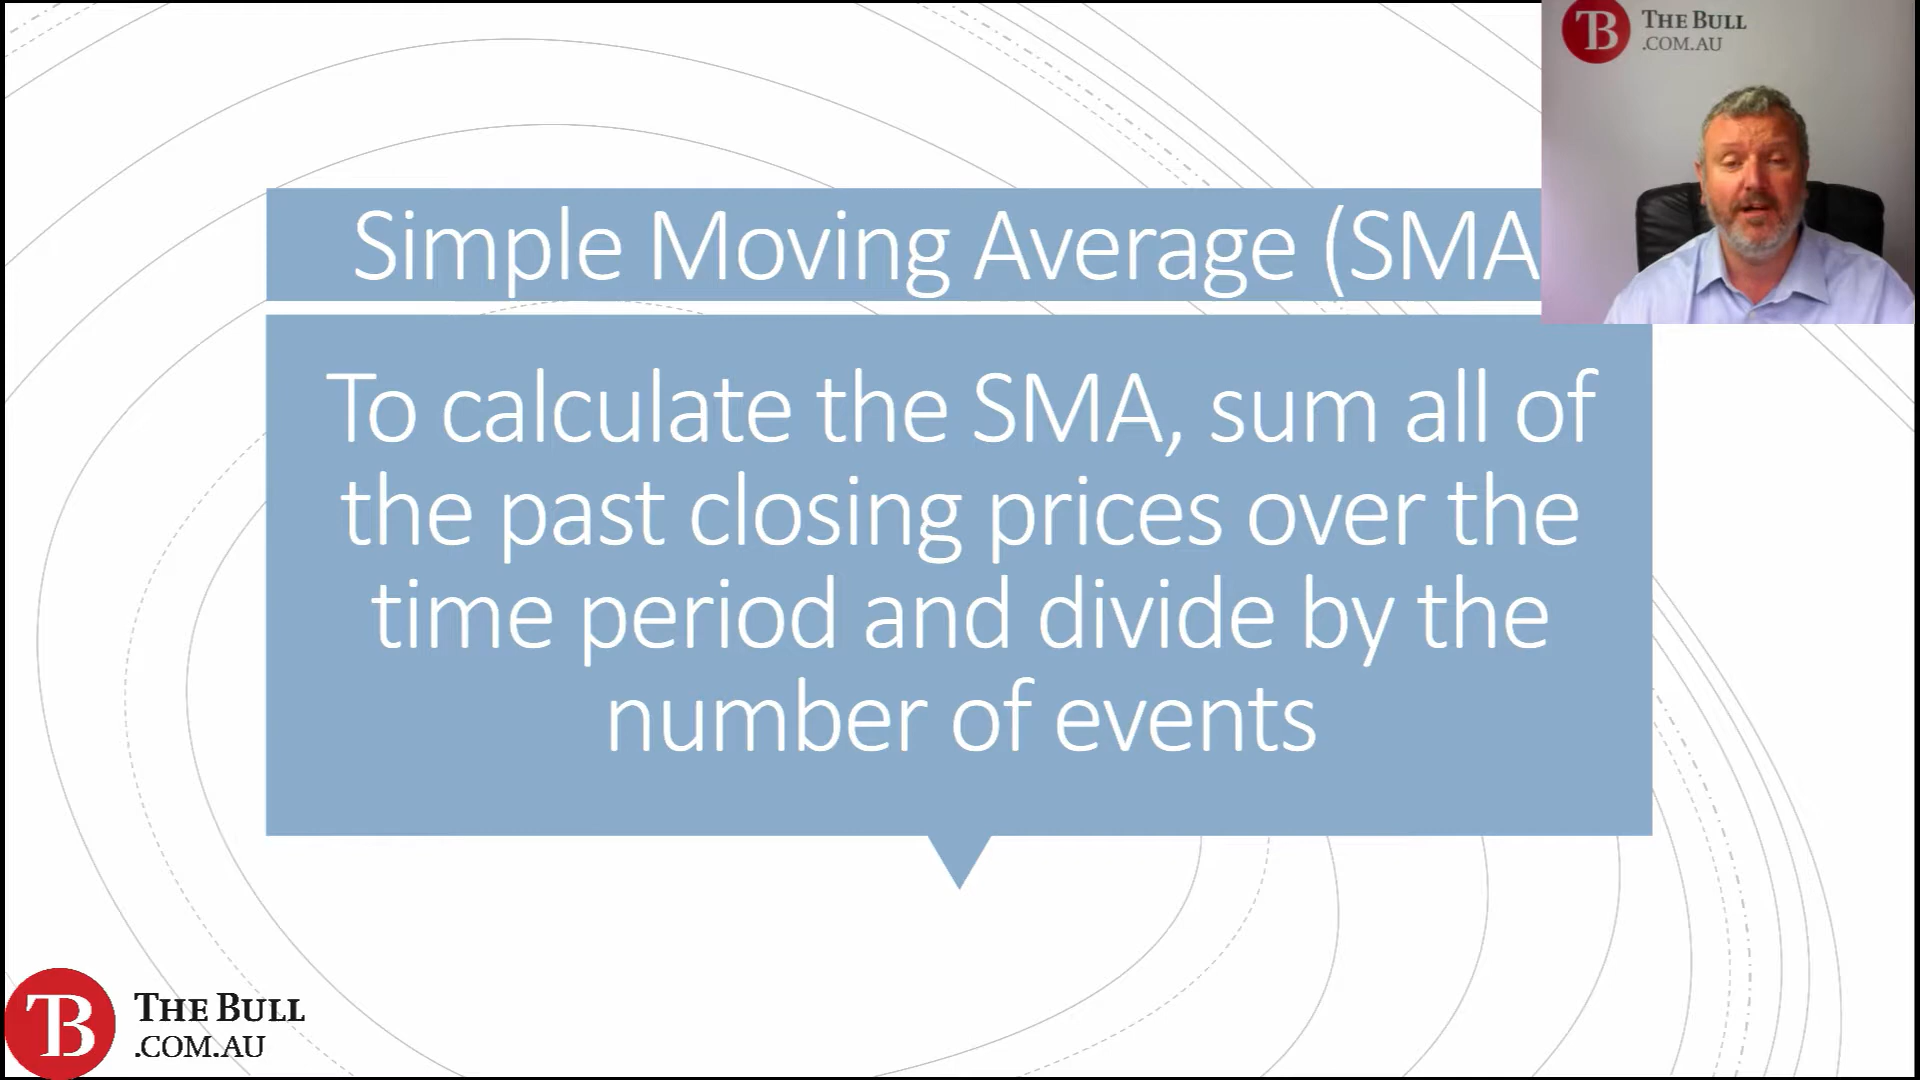 THE BULL
.COM.AU
Simple Moving Average (SMA
To calculate the SMA, sum all of
the past closing prices over the
time period and divide by the
number of events
TB THE BULL
.COM.AU